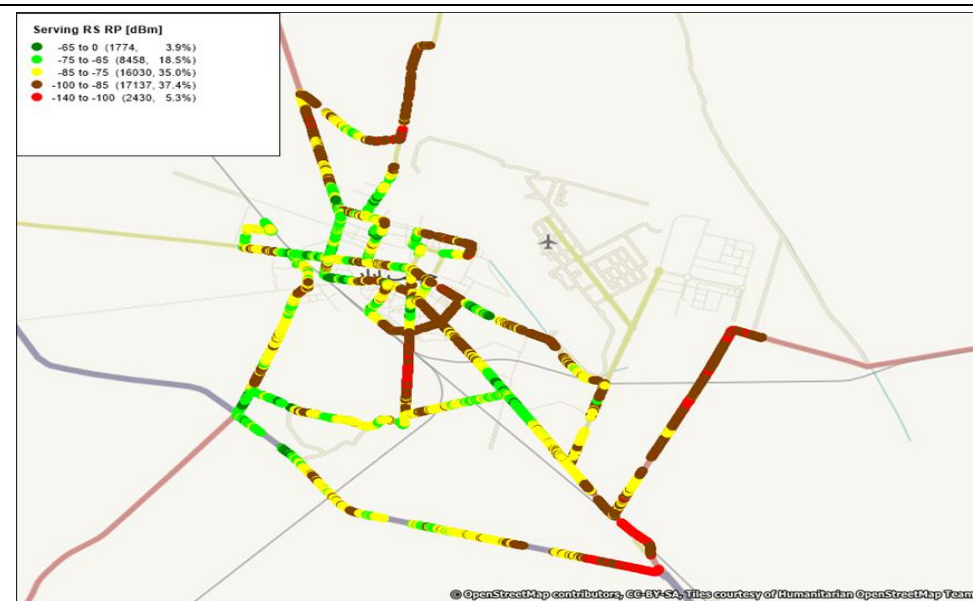 Serving RS RP [dBm]
-65 to 0 (1774, 3.9%)
-75 to -65 (8458, 18.5%)
-85 to -75 (16030, 35.0%)
-100 to -85 (17137, 37.4%)
-140 to -100 (2430, 5.3%)
© OpenStreetMap contributors, CC-BY-SA, Tiles courtesy of Humanitarian OpenStreetMap Team